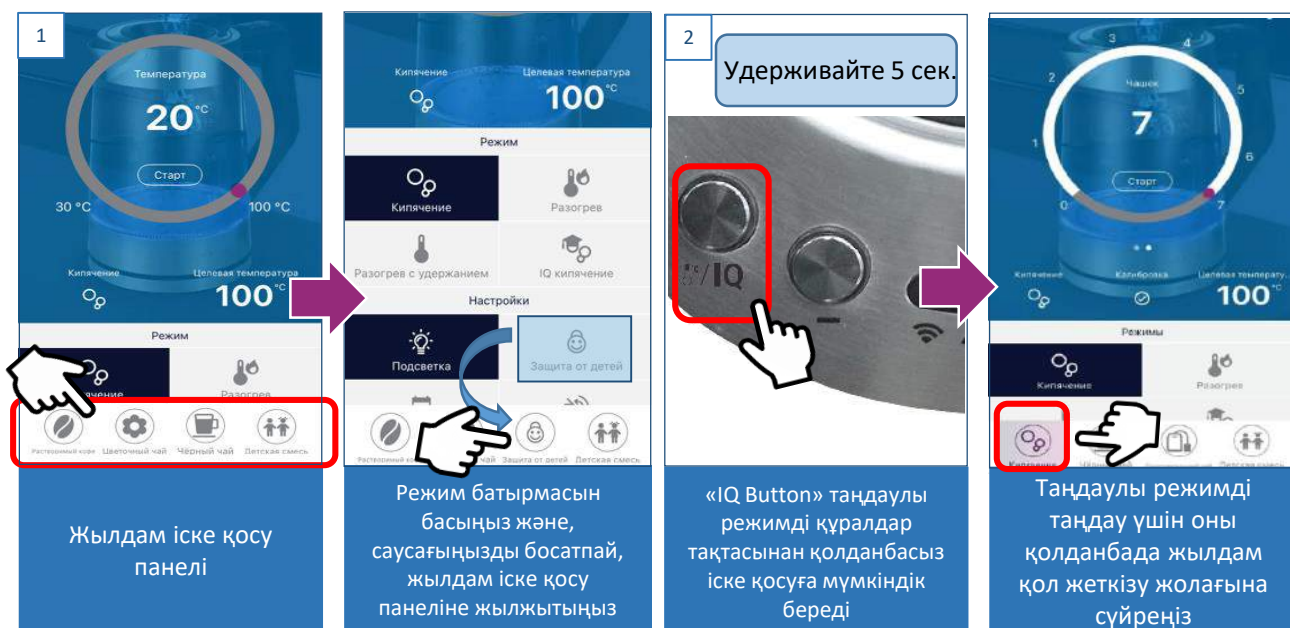 1
Температура
20 °C
Старт
30 °C
100 °C
Кипячение
Целевая температура
100 °C
Режим
Разогрев
Растворимый кофе
Цветочный чай
Чёрный чай
Детская смесь
Жылдам іске қосу
панелі
Кипячение
Целевая температура
100 °C
Режим
Кипячение
Разогрев
Разогрев с удержанием
IQ кипячение
Настройки
Подсветка
Защита от детей
чай
Защита от детей
Детская смесь
Режим батырмасын
басыңыз және,
саусағыңызды босатпай,
жылдам іске қосу
панеліне жылжытыңыз
2
Удерживайте 5 сек.
/IQ
«IQ Button» таңдаулы
режимді құралдар
тақтасынан қолданбасыз
іске қосуға мүмкіндік
береді
3
4
2
Чашек
5
7
1
6
Старт
0
7
Кипячение
Калибровка
Целевая температу...
100 °C
Режимы
Кипячение
Разогрев
Кипячение
Детская смесь
Таңдаулы режимді
таңдау үшін оны
қолданбада жылдам
қол жеткізу жолағына
сүйреңіз